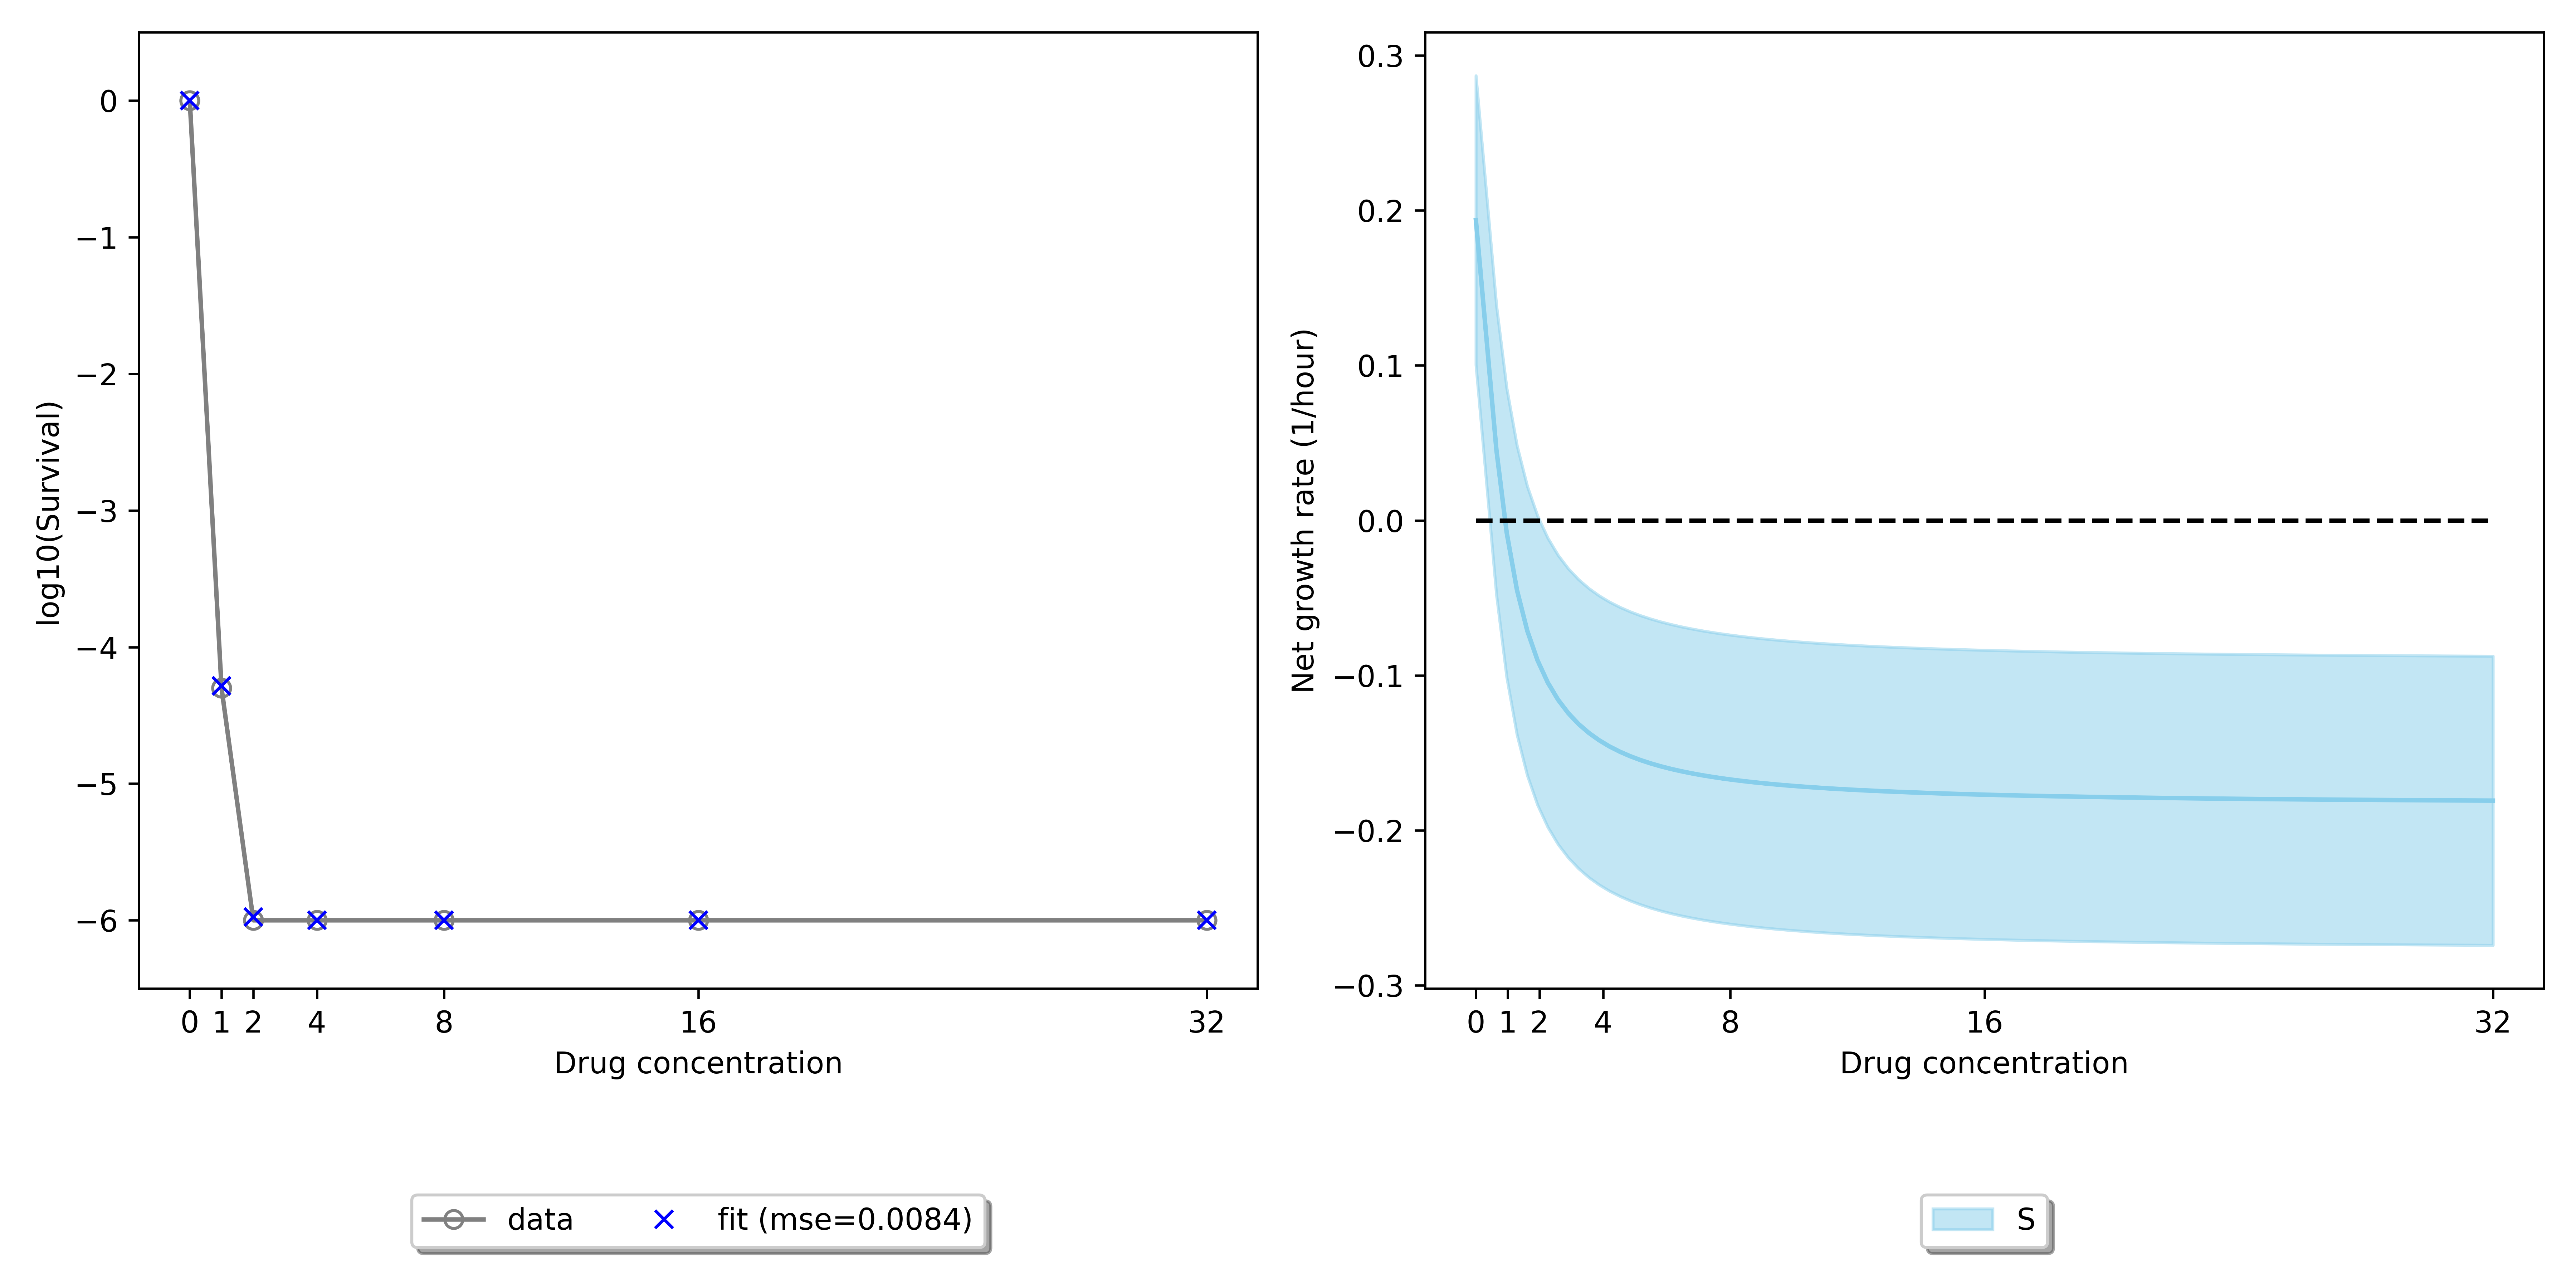 0
−1
−2
−3
−4
−5
−6
log10(Survival)
0 1 2 4 8 16 32
Drug concentration
data fit (mse=0.0084)
0.3
0.2
0.1
0.0
−0.1
−0.2
−0.3
Net growth rate (1/hour)
0 1 2 4 8 16 32
Drug concentration
S